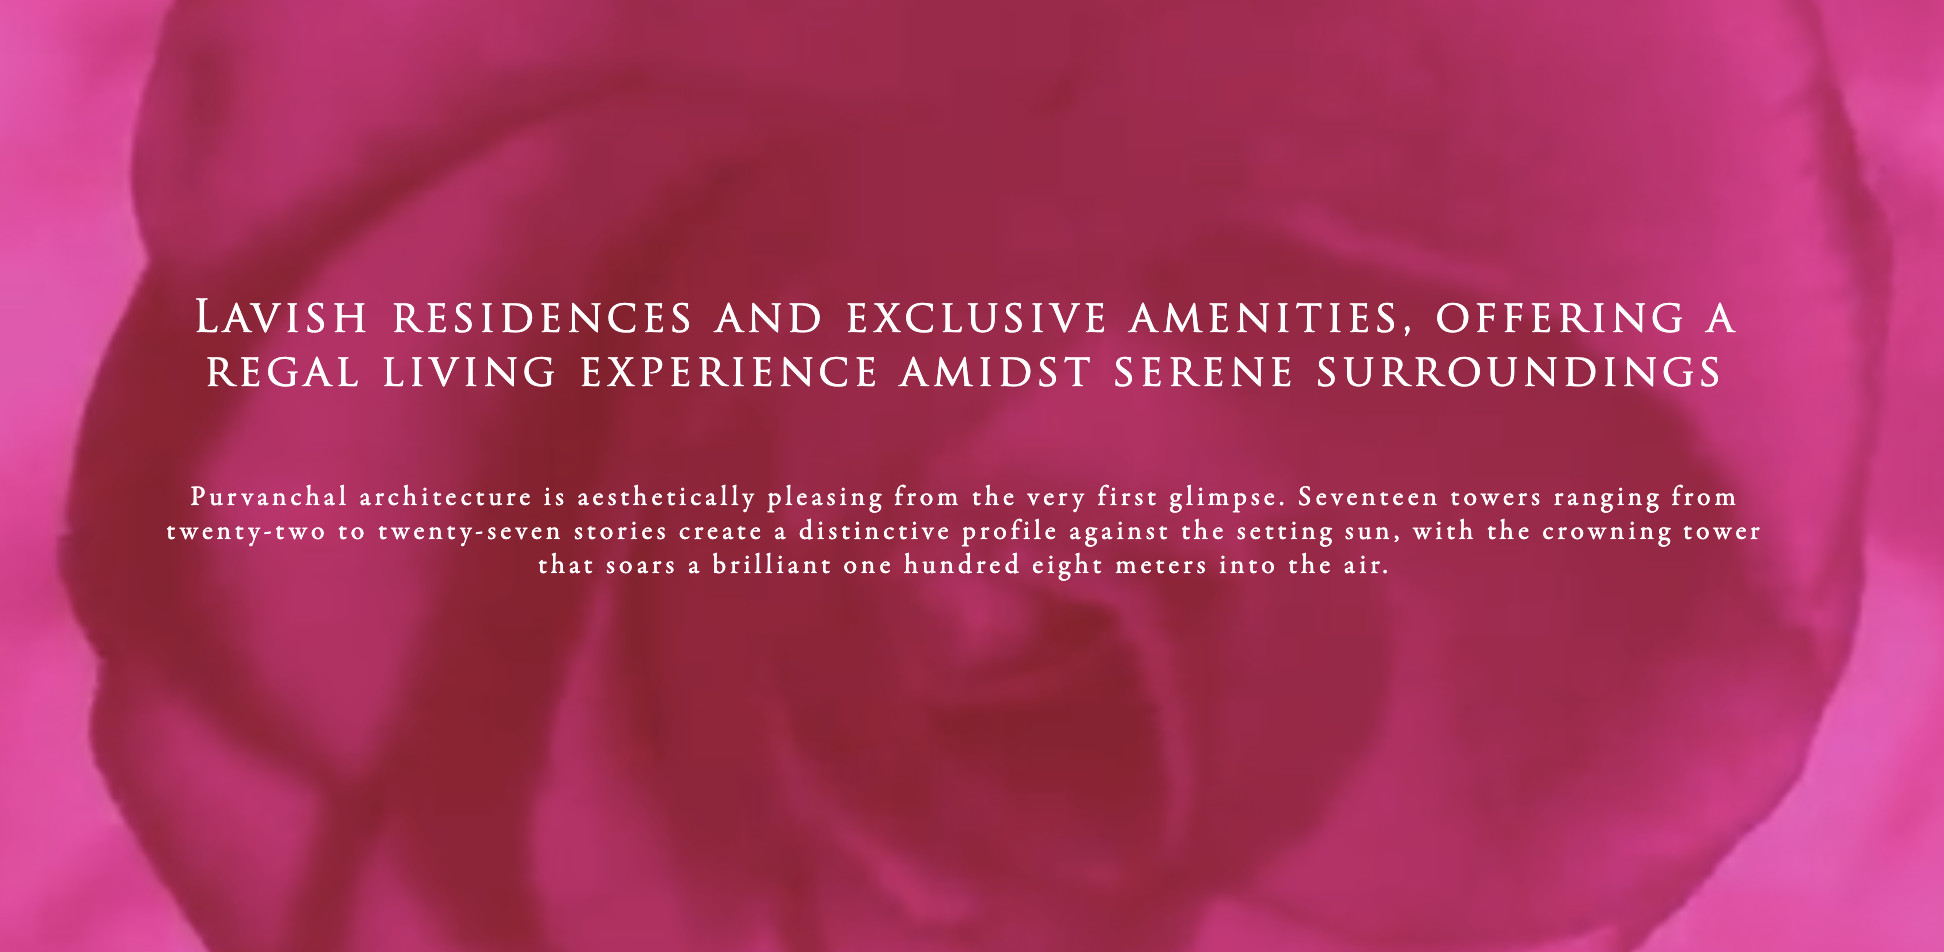 Lavish residences and exclusive amenities, offering a
regal living experience amidst serene surroundings
Purvanchal architecture is aesthetically pleasing from the very first glimpse. Seventeen towers ranging from
twenty-two to twenty-seven stories create a distinctive profile against the setting sun, with the crowning tower
that soars a brilliant one hundred eight meters into the air.